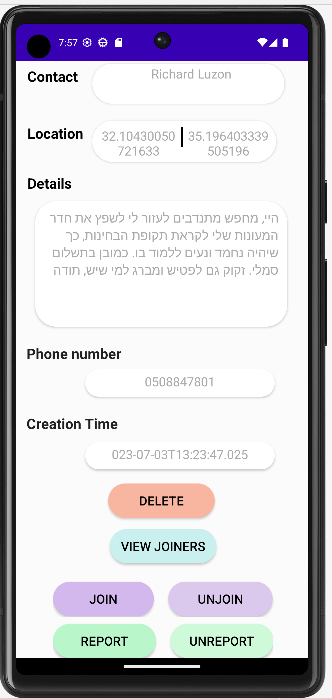 7:57
Contact
Richard Luzon
Location
32.10430050 35.196403339
721633 505196
Details
היי, מחפש מתנדבים לעזור לי לשפץ את חדר
המעונות שלי לקראת תקופת הבחינות, כך
שיהיה נחמד ונעים ללמוד בו. כמובן בתשלום
סמלי. זקוק גם לפטיש ומברג למי שיש, תודה
Phone number
0508847801
Creation Time
023-07-03T13:23:47.025
DELETE
VIEW JOINERS
JOIN UNJOIN
REPORT UNREPORT